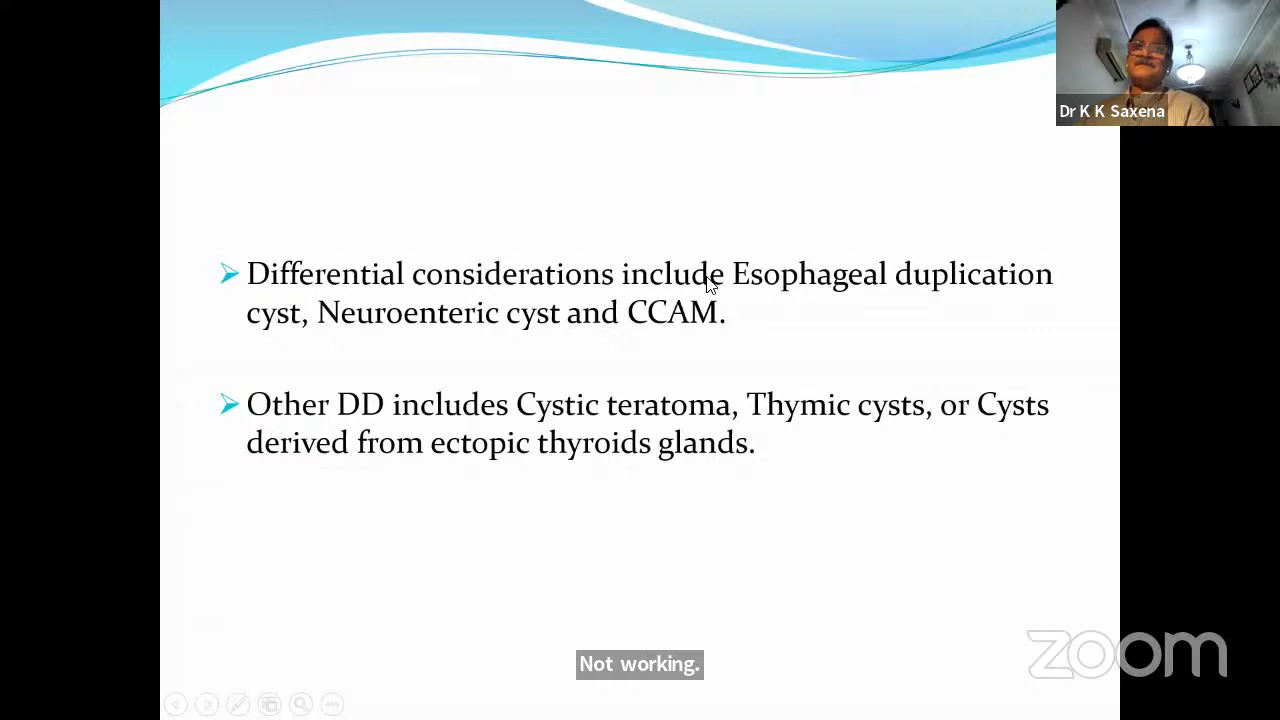 Dr K K Saxena
Differential considerations include Esophageal duplication
cyst, Neuroenteric cyst and CCAM.
Other DD includes Cystic teratoma, Thymic cysts, or Cysts
derived from ectopic thyroids glands.
Not working.
zoom